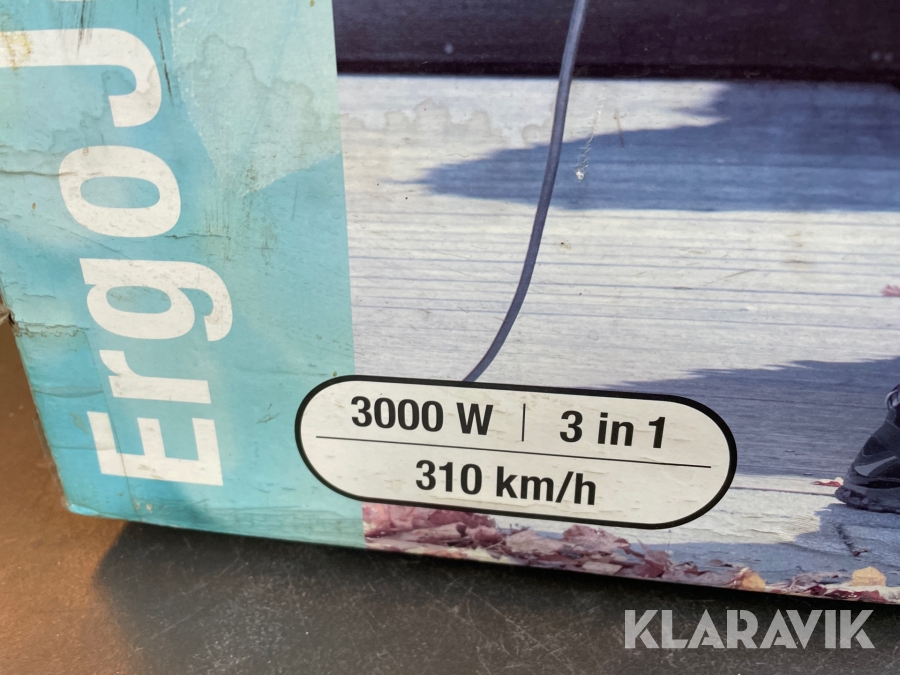 ErgoJ
3000 W | 3 in 1
310 km/h
KLARAVIK